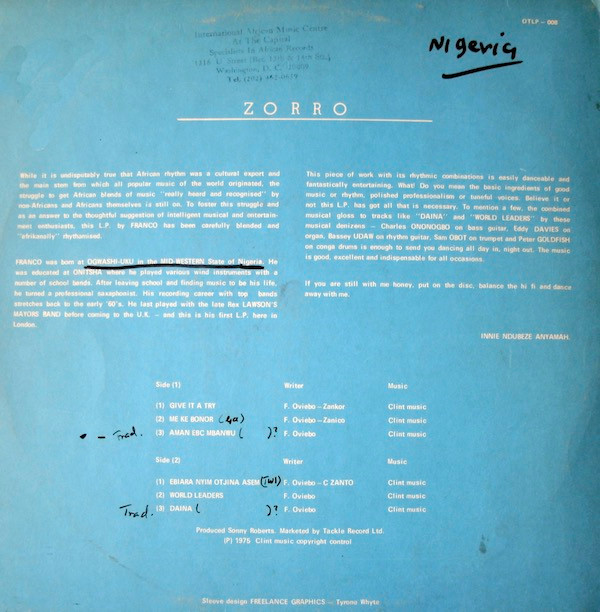 OTLP - 008
International African Music Centre
At The Capitol
Specialists In African Records
Washington, D. C.
Nigeria
ZORRO
While it is undisputably true that African rhythm was a cultural export and
the main stem from which all popular music of the world originated, the
struggle to get African blends of music "really heard and recognised" by
non-Africans and Africans themselves is still on. To foster this struggle and
as an answer to the thoughtful suggestion of intelligent musical and entertain-
ment enthusiasts, this L.P. by FRANCO has been carefully blended and
"afrikanolly" rhythmised.
FRANCO was born at OGWASHI-UKU in the MID-WESTERN State of Nigeria. He
was educated at ONITSHA where he played various wind instruments with a
number of school bands. After leaving school and finding music to be his life,
he turned a professional saxophonist. His recording career with top bands
stretches back to the early '60's. He last played with the late Rex LAWSON'S
MAYORS BAND before coming to the U.K. - and this is his first L.P. here in
London.
This piece of work with its rhythmic combinations is easily danceable and
fantastically entertaining. What! Do you mean the basic ingredients of good
music or rhythm, polished professionalism or tuneful voices. Believe it or
not this L.P. has got all that is necessary. To mention a few, the combined
musical gloss to tracks like "DAINA" and "WORLD LEADERS" by these
musical denizens - Charles ONONOGBO on bass guitar, Eddy DAVIES on
organ, Bassey UDAW on rhythm guitar, Sam OBOT on trumpet and Peter GOLDFISH
on conga drums is enough to send you dancing all day in, night out. The music
is good, excellent and indispensable for all occasions.
If you are still with me honey, put on the disc, balance the hi fi and dance
away with me.
INNIE NDUBEZE ANYAMAH.
Side (1) Writer Music
(1) GIVE IT A TRY F. Oviebo - Zankor Clint music
(2) ME KE BONOR (Ga) F. Oviebo - Zanico Clint music
- Trad. (3) AMAN EBC MBANWU ( )? F. Oviebo Clint music
Side (2) Writer Music
(1) EBIARA NYIM OTJINA ASEM (TWI) F. Oviebo - C ZANTO Clint music
(2) WORLD LEADERS F. Oviebo Clint music
Trad. (3) DAINA ( )? F. Oviebo Clint music
Produced Sonny Roberts. Marketed by Tackle Record Ltd.
(P) 1975 Clint music copyright control
Sleeve design FREELANCE GRAPHICS - Tyrone Whyte